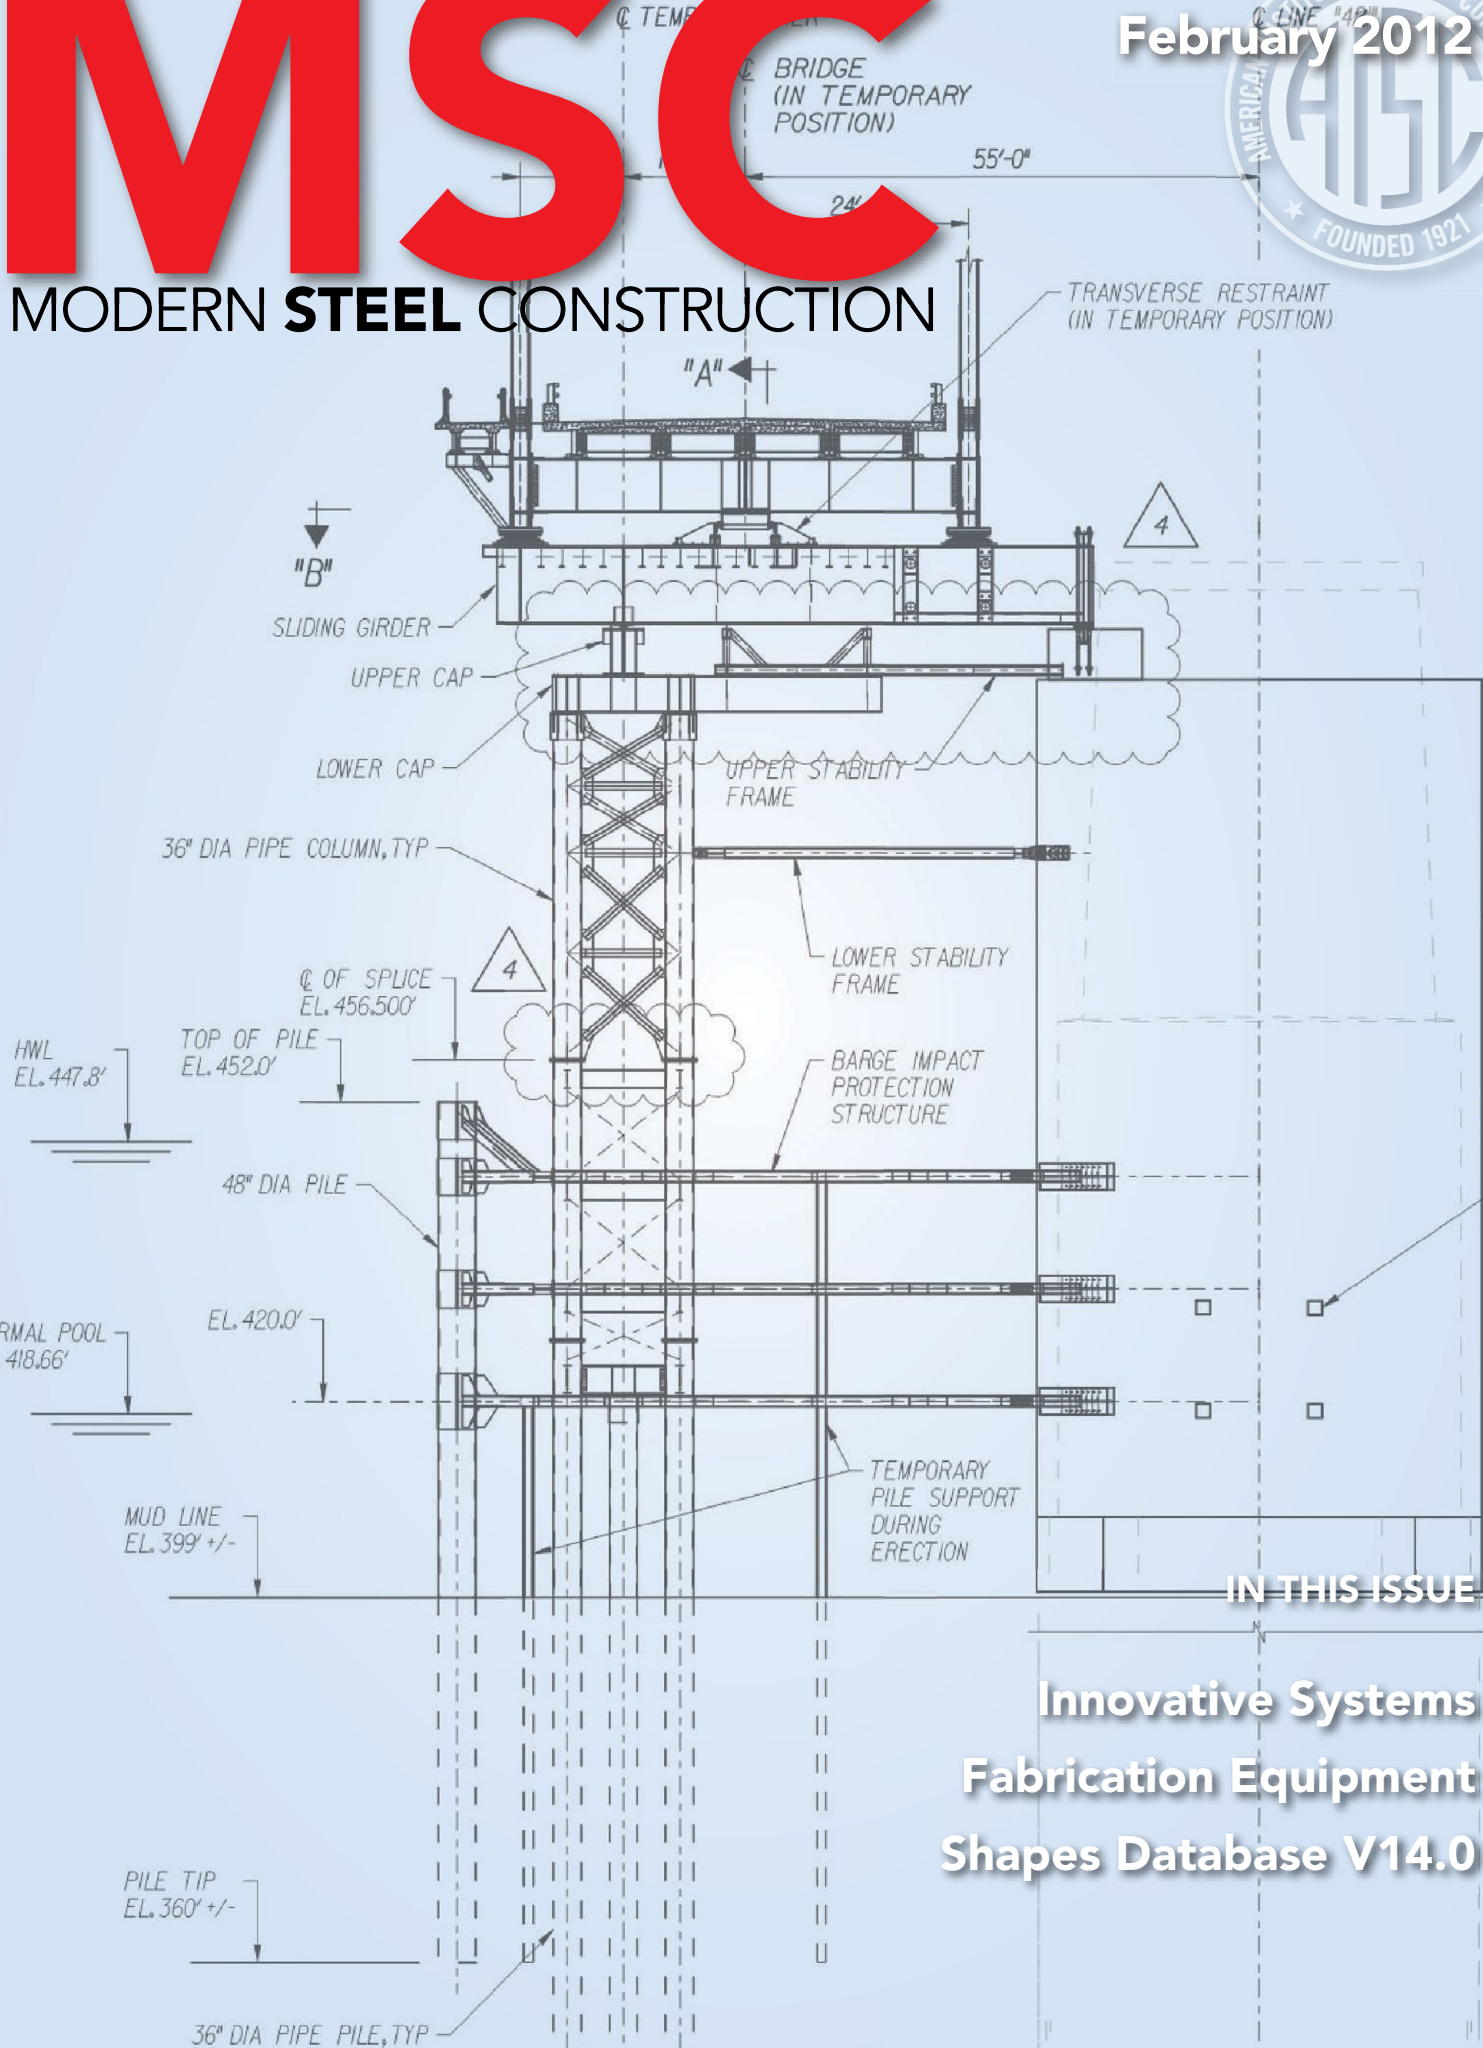 MSC
MODERN STEEL CONSTRUCTION
February 2012
℄ LINE
AMERICAN
AISC
FOUNDED 1921
℄ BRIDGE
(IN TEMPORARY
POSITION)
55'-0"
24'
TRANSVERSE RESTRAINT
(IN TEMPORARY POSITION)
"A"
"B"
4
SLIDING GIRDER
UPPER CAP
LOWER CAP
UPPER STABILITY
FRAME
36" DIA PIPE COLUMN, TYP
LOWER STABILITY
FRAME
4
℄ OF SPLICE
EL. 456.500'
TOP OF PILE
EL. 452.0'
HWL
EL. 447.8'
BARGE IMPACT
PROTECTION
STRUCTURE
48" DIA PILE
EL. 420.0'
RMAL POOL
418.66'
TEMPORARY
PILE SUPPORT
DURING
ERECTION
MUD LINE
EL. 399' +/-
IN THIS ISSUE
Innovative Systems
Fabrication Equipment
Shapes Database V14.0
PILE TIP
EL. 360' +/-
36" DIA PIPE PILE, TYP